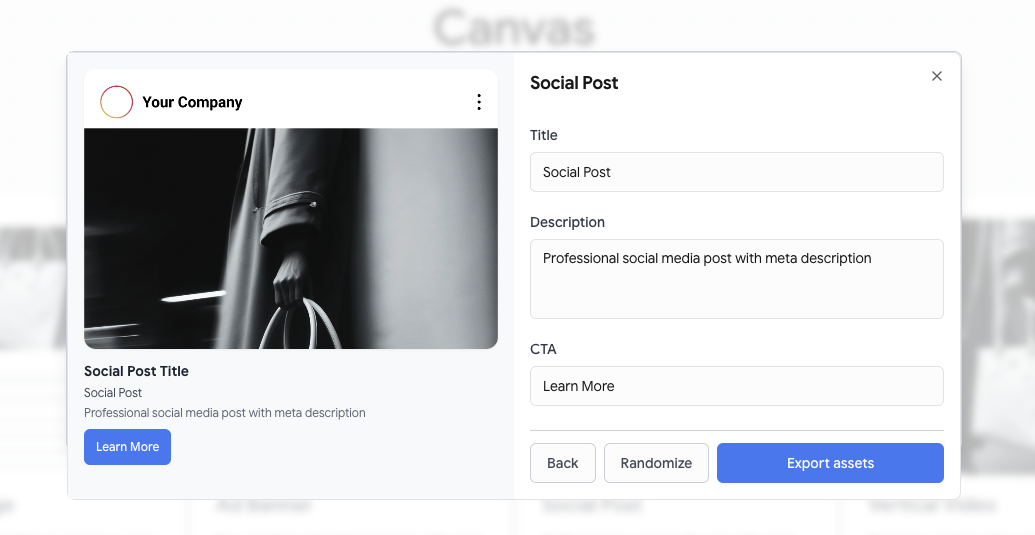 Canvas
Your Company
Social Post Title
Social Post
Professional social media post with meta description
Learn More
Social Post
Title
Social Post
Description
Professional social media post with meta description
CTA
Learn More
Back
Randomize
Export assets
Ad Banner
Social Post
Vertical Video